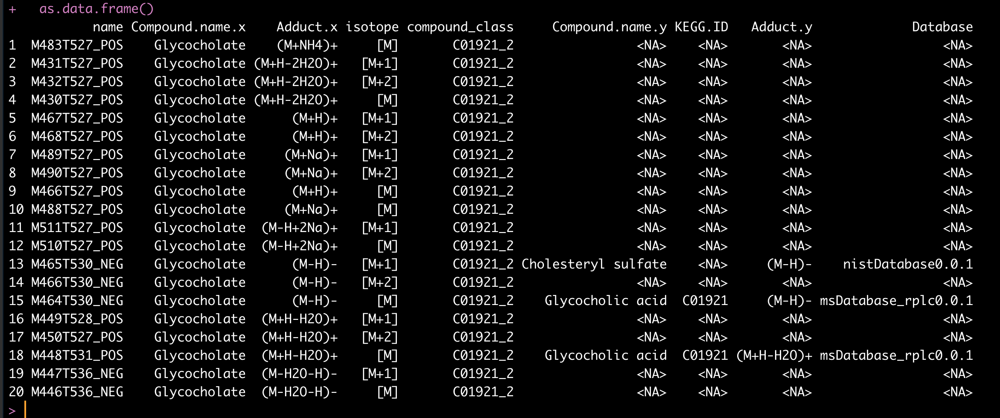 +   as.data.frame()
name Compound.name.x Adduct.x isotope compound_class Compound.name.y KEGG.ID Adduct.y Database
1 M483T527_POS Glycocholate (M+NH4)+ [M] C01921_2 <NA> <NA> <NA> <NA>
2 M431T527_POS Glycocholate (M+H-2H2O)+ [M+1] C01921_2 <NA> <NA> <NA> <NA>
3 M432T527_POS Glycocholate (M+H-2H2O)+ [M+2] C01921_2 <NA> <NA> <NA> <NA>
4 M430T527_POS Glycocholate (M+H-2H2O)+ [M] C01921_2 <NA> <NA> <NA> <NA>
5 M467T527_POS Glycocholate (M+H)+ [M+1] C01921_2 <NA> <NA> <NA> <NA>
6 M468T527_POS Glycocholate (M+H)+ [M+2] C01921_2 <NA> <NA> <NA> <NA>
7 M489T527_POS Glycocholate (M+Na)+ [M+1] C01921_2 <NA> <NA> <NA> <NA>
8 M490T527_POS Glycocholate (M+Na)+ [M+2] C01921_2 <NA> <NA> <NA> <NA>
9 M466T527_POS Glycocholate (M+H)+ [M] C01921_2 <NA> <NA> <NA> <NA>
10 M488T527_POS Glycocholate (M+Na)+ [M] C01921_2 <NA> <NA> <NA> <NA>
11 M511T527_POS Glycocholate (M-H+2Na)+ [M+1] C01921_2 <NA> <NA> <NA> <NA>
12 M510T527_POS Glycocholate (M-H+2Na)+ [M] C01921_2 <NA> <NA> <NA> <NA>
13 M465T530_NEG Glycocholate (M-H)- [M+1] C01921_2 Cholesteryl sulfate <NA> (M-H)- nistDatabase0.0.1
14 M466T530_NEG Glycocholate (M-H)- [M+2] C01921_2 <NA> <NA> <NA> <NA>
15 M464T530_NEG Glycocholate (M-H)- [M] C01921_2 Glycocholic acid C01921 (M-H)- msDatabase_rplc0.0.1
16 M449T528_POS Glycocholate (M+H-H2O)+ [M+1] C01921_2 <NA> <NA> <NA> <NA>
17 M450T527_POS Glycocholate (M+H-H2O)+ [M+2] C01921_2 <NA> <NA> <NA> <NA>
18 M448T531_POS Glycocholate (M+H-H2O)+ [M] C01921_2 Glycocholic acid C01921 (M+H-H2O)+ msDatabase_rplc0.0.1
19 M447T536_NEG Glycocholate (M-H2O-H)- [M+1] C01921_2 <NA> <NA> <NA> <NA>
20 M446T536_NEG Glycocholate (M-H2O-H)- [M] C01921_2 <NA> <NA> <NA> <NA>
>